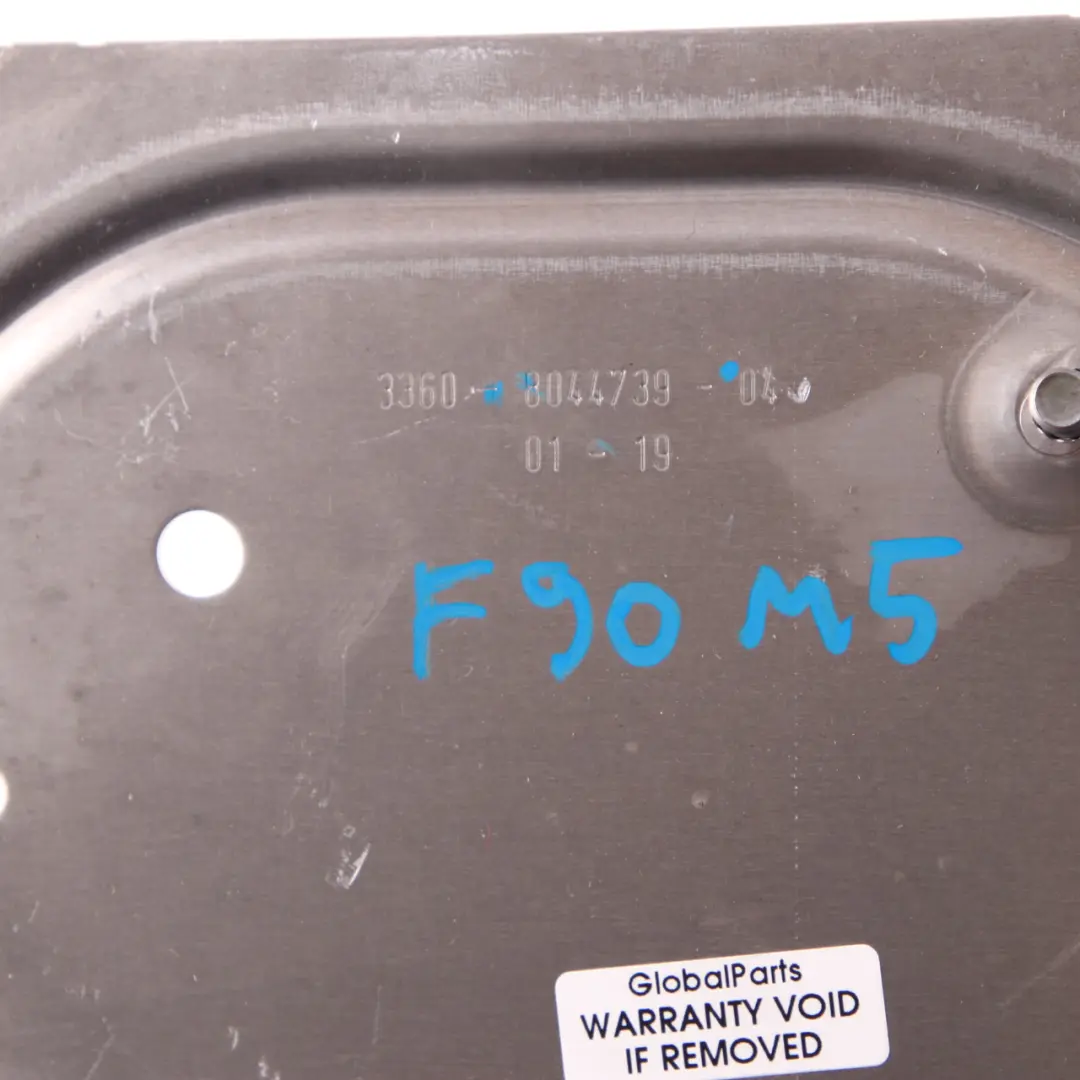 3360 - 8044739 - 04
01 - 19
F90 M5
GlobalParts
WARRANTY VOID
IF REMOVED